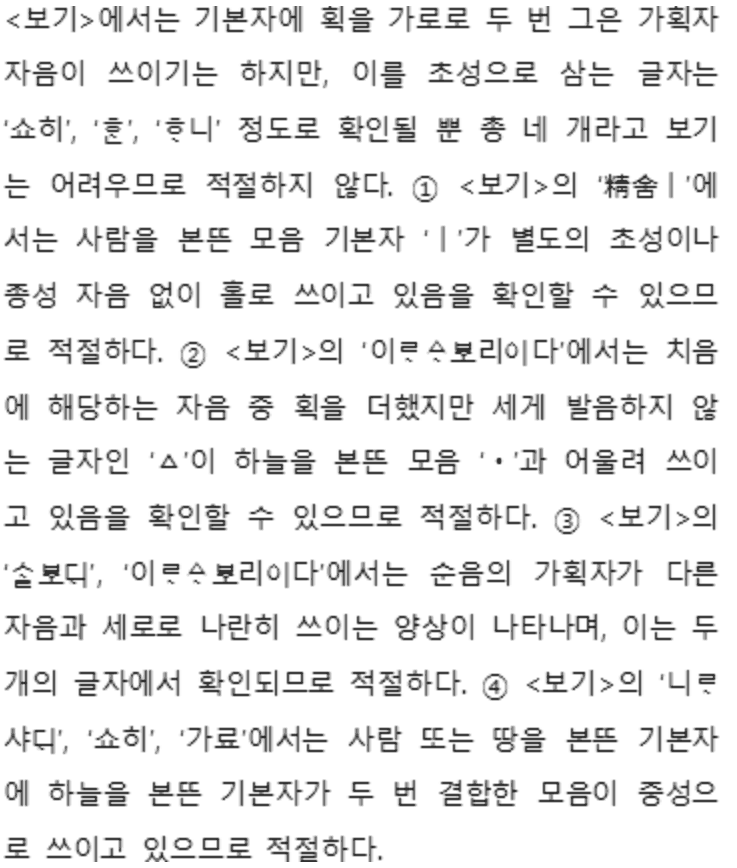 <보기>에서는 기본자에 획을 가로로 두 번 그은 가획자
자음이 쓰이기는 하지만, 이를 초성으로 삼는 글자는
‘쇼히’, ‘ᄒᆞᆫ’, ‘ᄒᆞ니’ 정도로 확인될 뿐 총 네 개라고 보기
는 어려우므로 적절하지 않다. ① <보기>의 ‘精舍ㅣ’에
서는 사람을 본뜬 모음 기본자 ‘ㅣ’가 별도의 초성이나
종성 자음 없이 홀로 쓰이고 있음을 확인할 수 있으므
로 적절하다. ② <보기>의 ‘이ᄅᆞᅀᆞ보리이다’에서는 치음
에 해당하는 자음 중 획을 더했지만 세게 발음하지 않
는 글자인 ‘ㅿ’이 하늘을 본뜬 모음 ‘ㆍ’과 어울려 쓰이
고 있음을 확인할 수 있으므로 적절하다. ③ <보기>의
에서는 순음의 가획자가 다른
자음과 세로로 나란히 쓰이는 양상이 나타나며, 이는 두
개의 글자에서 확인되므로 적절하다. ④ <보기>의 ‘니ᄅᆞ
샤ᄃᆡ’, ‘쇼히’, ‘가료’에서는 사람 또는 땅을 본뜬 기본자
에 하늘을 본뜬 기본자가 두 번 결합한 모음이 중성으
로 쓰이고 있으므로 적절하다.